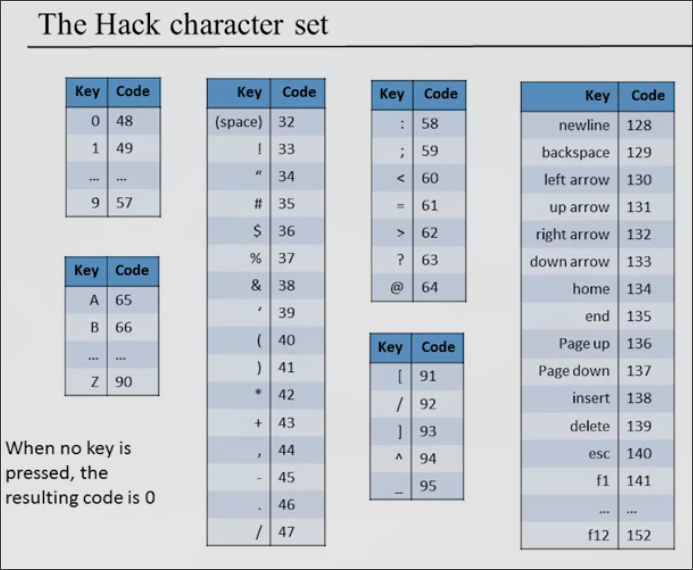 The Hack character set
Key Code
0 48
1 49
... ...
9 57
Key Code
A 65
B 66
... ...
Z 90
When no key is
pressed, the
resulting code is 0
Key Code
(space) 32
! 33
“ 34
# 35
$ 36
% 37
& 38
‘ 39
( 40
) 41
* 42
+ 43
, 44
- 45
. 46
/ 47
Key Code
: 58
; 59
< 60
= 61
> 62
? 63
@ 64
Key Code
[ 91
/ 92
] 93
^ 94
_ 95
Key Code
newline 128
backspace 129
left arrow 130
up arrow 131
right arrow 132
down arrow 133
home 134
end 135
Page up 136
Page down 137
insert 138
delete 139
esc 140
f1 141
... ...
f12 152